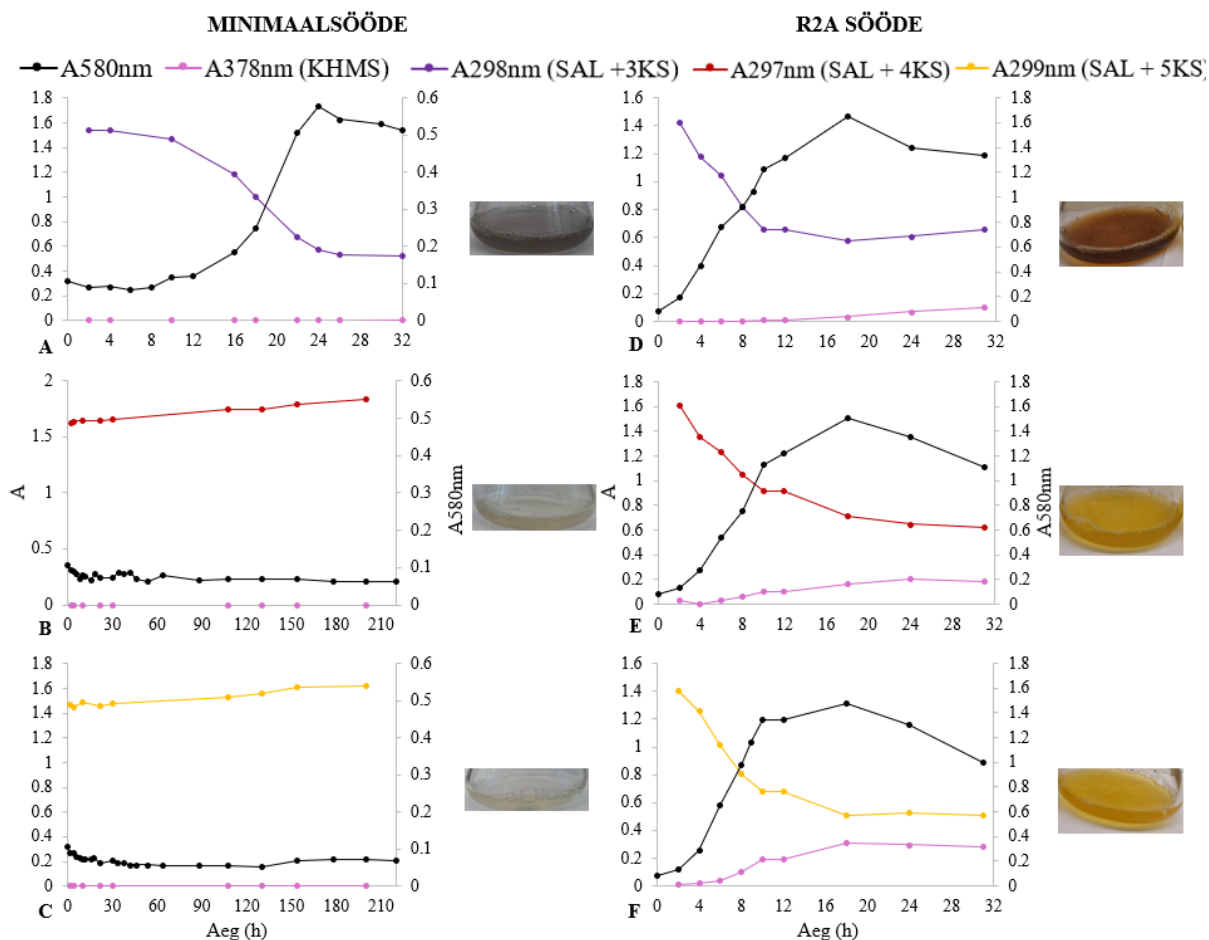 MINIMAALSÖÖDE R2A SÖÖDE
A580nm A378nm (KHMS) A298nm (SAL +3KS) A297nm (SAL + 4KS) A299nm (SAL + 5KS)
1.8 0.6 1.6 1.8
1.6 1.4 1.6
1.4 0.5 1.2 1.4
1.2 0.4 1 1.2
1 0.3 0.8 1
0.8 0.6 0.8
0.6 0.2 0.4 0.6
0.4 0.1 0.2 0.4
0.2 0.2
0 0 0 0
A 0 4 8 12 16 20 24 28 32 D 0 4 8 12 16 20 24 28 32
2 0.6 1.8 1.8
1.6 1.6
1.5 0.5 1.4 1.4
0.4 1.2 1.2
A 1 0.3 A580nm A 1 1 A580nm
0.8 0.8
0.5 0.2 0.6 0.6
0.1 0.4 0.4
0.2 0.2
0 0 0 0
B 0 30 60 90 120 150 180 210 E 0 4 8 12 16 20 24 28 32
1.8 0.6 1.6 1.8
1.6 1.4 1.6
1.4 0.5 1.2 1.4
1.2 0.4 1 1.2
1 0.3 0.8 1
0.8 0.6 0.8
0.6 0.2 0.4 0.6
0.4 0.1 0.2 0.4
0.2 0.2
0 0 0 0
C 0 30 60 90 120 150 180 210 F 0 4 8 12 16 20 24 28 32
Aeg (h) Aeg (h)